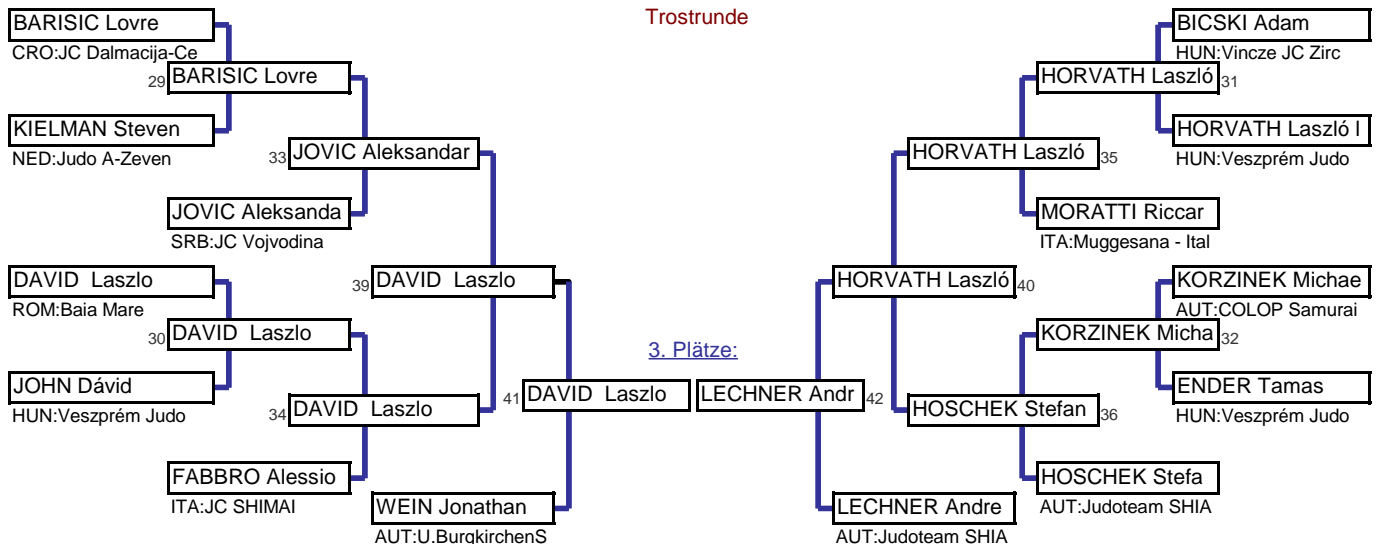 Trostrunde
BARISIC Lovre
CRO:JC Dalmacija-Ce
29 BARISIC Lovre
KIELMAN Steven
NED:Judo A-Zeven
33 JOVIC Aleksandar
JOVIC Aleksanda
SRB:JC Vojvodina
DAVID Laszlo
ROM:Baia Mare
39 DAVID Laszlo
30 DAVID Laszlo
JOHN Dávid
HUN:Veszprém Judo
34 DAVID Laszlo
FABBRO Alessio
ITA:JC SHIMAI
41 DAVID Laszlo
WEIN Jonathan
AUT:U.BurgkirchenS
3. Plätze:
BICSKI Adam
HUN:Vincze JC Zirc
HORVATH Laszló 31
HORVATH Laszló I
HUN:Veszprém Judo
HORVATH Laszló 35
MORATTI Riccar
ITA:Muggesana - Ital
HORVATH Laszló 40
KORZINEK Michae
AUT:COLOP Samurai
KORZINEK Micha 32
ENDER Tamas
HUN:Veszprém Judo
LECHNER Andr 42
HOSCHEK Stefan 36
HOSCHEK Stefa
AUT:Judoteam SHIA
LECHNER Andre
AUT:Judoteam SHIA